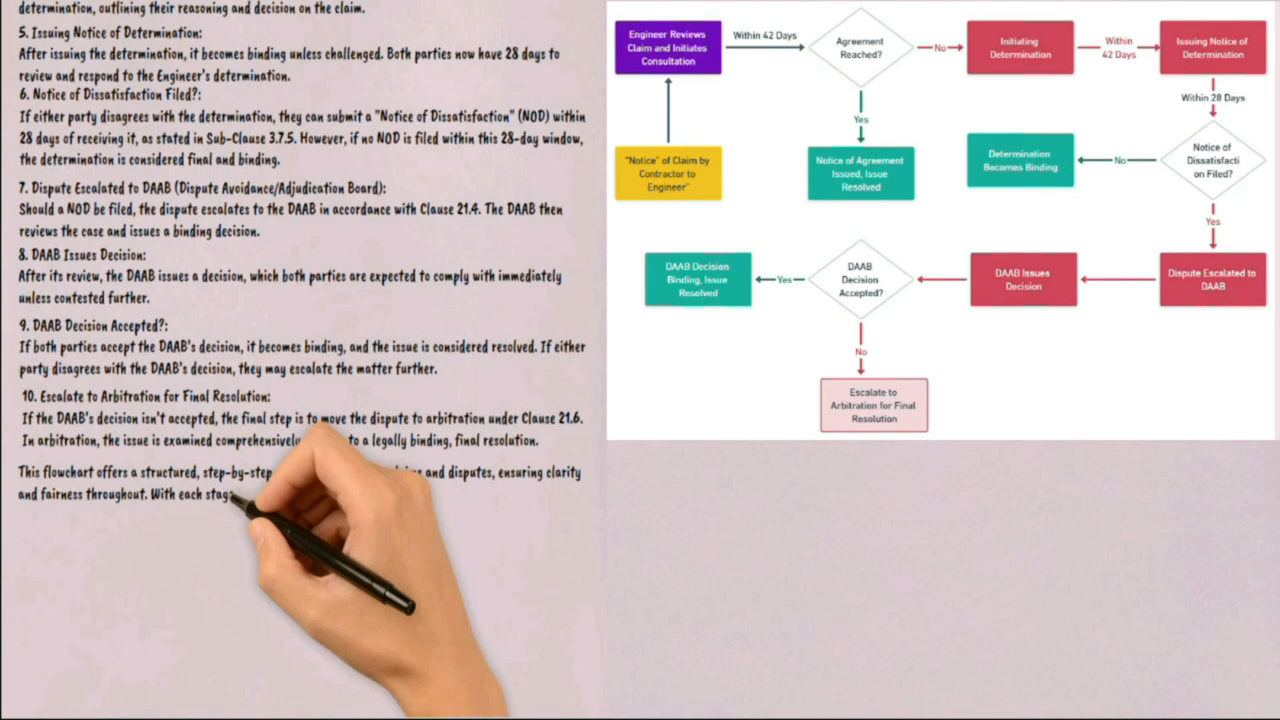 determination, outlining their reasoning and decision on the claim.
5. Issuing Notice of Determination:
After issuing the determination, it becomes binding unless challenged. Both parties now have 28 days to
review and respond to the Engineer's determination.
6. Notice of Dissatisfaction Filed?:
If either party disagrees with the determination, they can submit a "Notice of Dissatisfaction" (NOD) within
28 days of receiving it, as stated in Sub-Clause 3.7.5. However, if no NOD is filed within this 28-day window,
the determination is considered final and binding.
7. Dispute Escalated to DAAB (Dispute Avoidance/Adjudication Board):
Should a NOD be filed, the dispute escalates to the DAAB in accordance with Clause 21.4. The DAAB then
reviews the case and issues a binding decision.
8. DAAB Issues Decision:
After its review, the DAAB issues a decision, which both parties are expected to comply with immediately
unless contested further.
9. DAAB Decision Accepted?:
If both parties accept the DAAB's decision, it becomes binding, and the issue is considered resolved. If either
party disagrees with the DAAB's decision, they may escalate the matter further.
10. Escalate to Arbitration for Final Resolution:
If the DAAB's decision isn't accepted, the final step is to move the dispute to arbitration under Clause 21.6.
In arbitration, the issue is examined comprehensively to a legally binding, final resolution.
This flowchart offers a structured, step-by-step and disputes, ensuring clarity
and fairness throughout. With each
Engineer Reviews
Claim and Initiates
Consultation
Within 42 Days
Agreement
Reached?
No
Initiating
Determination
Within
42 Days
Issuing Notice of
Determination
Within 28 Days
Yes
"Notice" of Claim by
Contractor to
Engineer"
Notice of Agreement
Issued, Issue
Resolved
Determination
Becomes Binding
No
Notice of
Dissatisfacti
on Filed?
Yes
DAAB Decision
Binding, Issue
Resolved
Yes
DAAB
Decision
Accepted?
DAAB Issues
Decision
Dispute Escalated to
DAAB
No
Escalate to
Arbitration for Final
Resolution